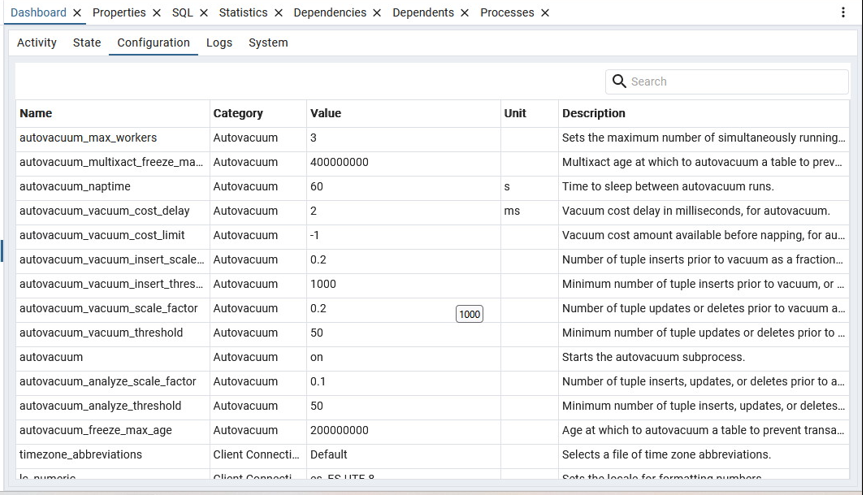 Dashboard Properties SQL Statistics Dependencies Dependents Processes
Activity State Configuration Logs System
Search
Name Category Value Unit Description
autovacuum_max_workers Autovacuum 3 Sets the maximum number of simultaneously running...
autovacuum_multixact_freeze_ma... Autovacuum 400000000 Multixact age at which to autovacuum a table to prev...
autovacuum_naptime Autovacuum 60 s Time to sleep between autovacuum runs.
autovacuum_vacuum_cost_delay Autovacuum 2 ms Vacuum cost delay in milliseconds, for autovacuum.
autovacuum_vacuum_cost_limit Autovacuum -1 Vacuum cost amount available before napping, for au...
autovacuum_vacuum_insert_scale... Autovacuum 0.2 Number of tuple inserts prior to vacuum as a fraction...
autovacuum_vacuum_insert_thres... Autovacuum 1000 Minimum number of tuple inserts prior to vacuum, or ...
autovacuum_vacuum_scale_factor Autovacuum 0.2 Number of tuple updates or deletes prior to vacuum a...
1000
autovacuum_vacuum_threshold Autovacuum 50 Minimum number of tuple updates or deletes prior to ...
autovacuum Autovacuum on Starts the autovacuum subprocess.
autovacuum_analyze_scale_factor Autovacuum 0.1 Number of tuple inserts, updates, or deletes prior to a...
autovacuum_analyze_threshold Autovacuum 50 Minimum number of tuple inserts, updates, or deletes...
autovacuum_freeze_max_age Autovacuum 200000000 Age at which to autovacuum a table to prevent transa...
timezone_abbreviations Client Connecti... Default Selects a file of time zone abbreviations.
lc_numeric Client Connecti... es_ES.UTF-8 Sets the locale for formatting numbers.